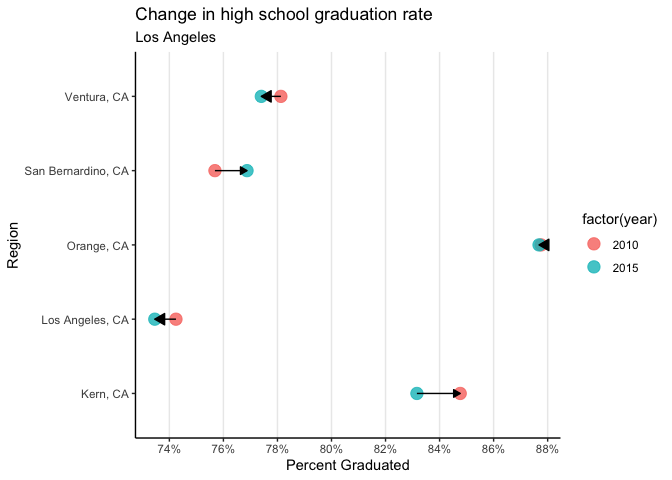 Change in high school graduation rate
Los Angeles
Ventura, CA
San Bernardino, CA
Orange, CA
Los Angeles, CA
Kern, CA
Region
74% 76% 78% 80% 82% 84% 86% 88%
Percent Graduated
factor(year)
2010
2015